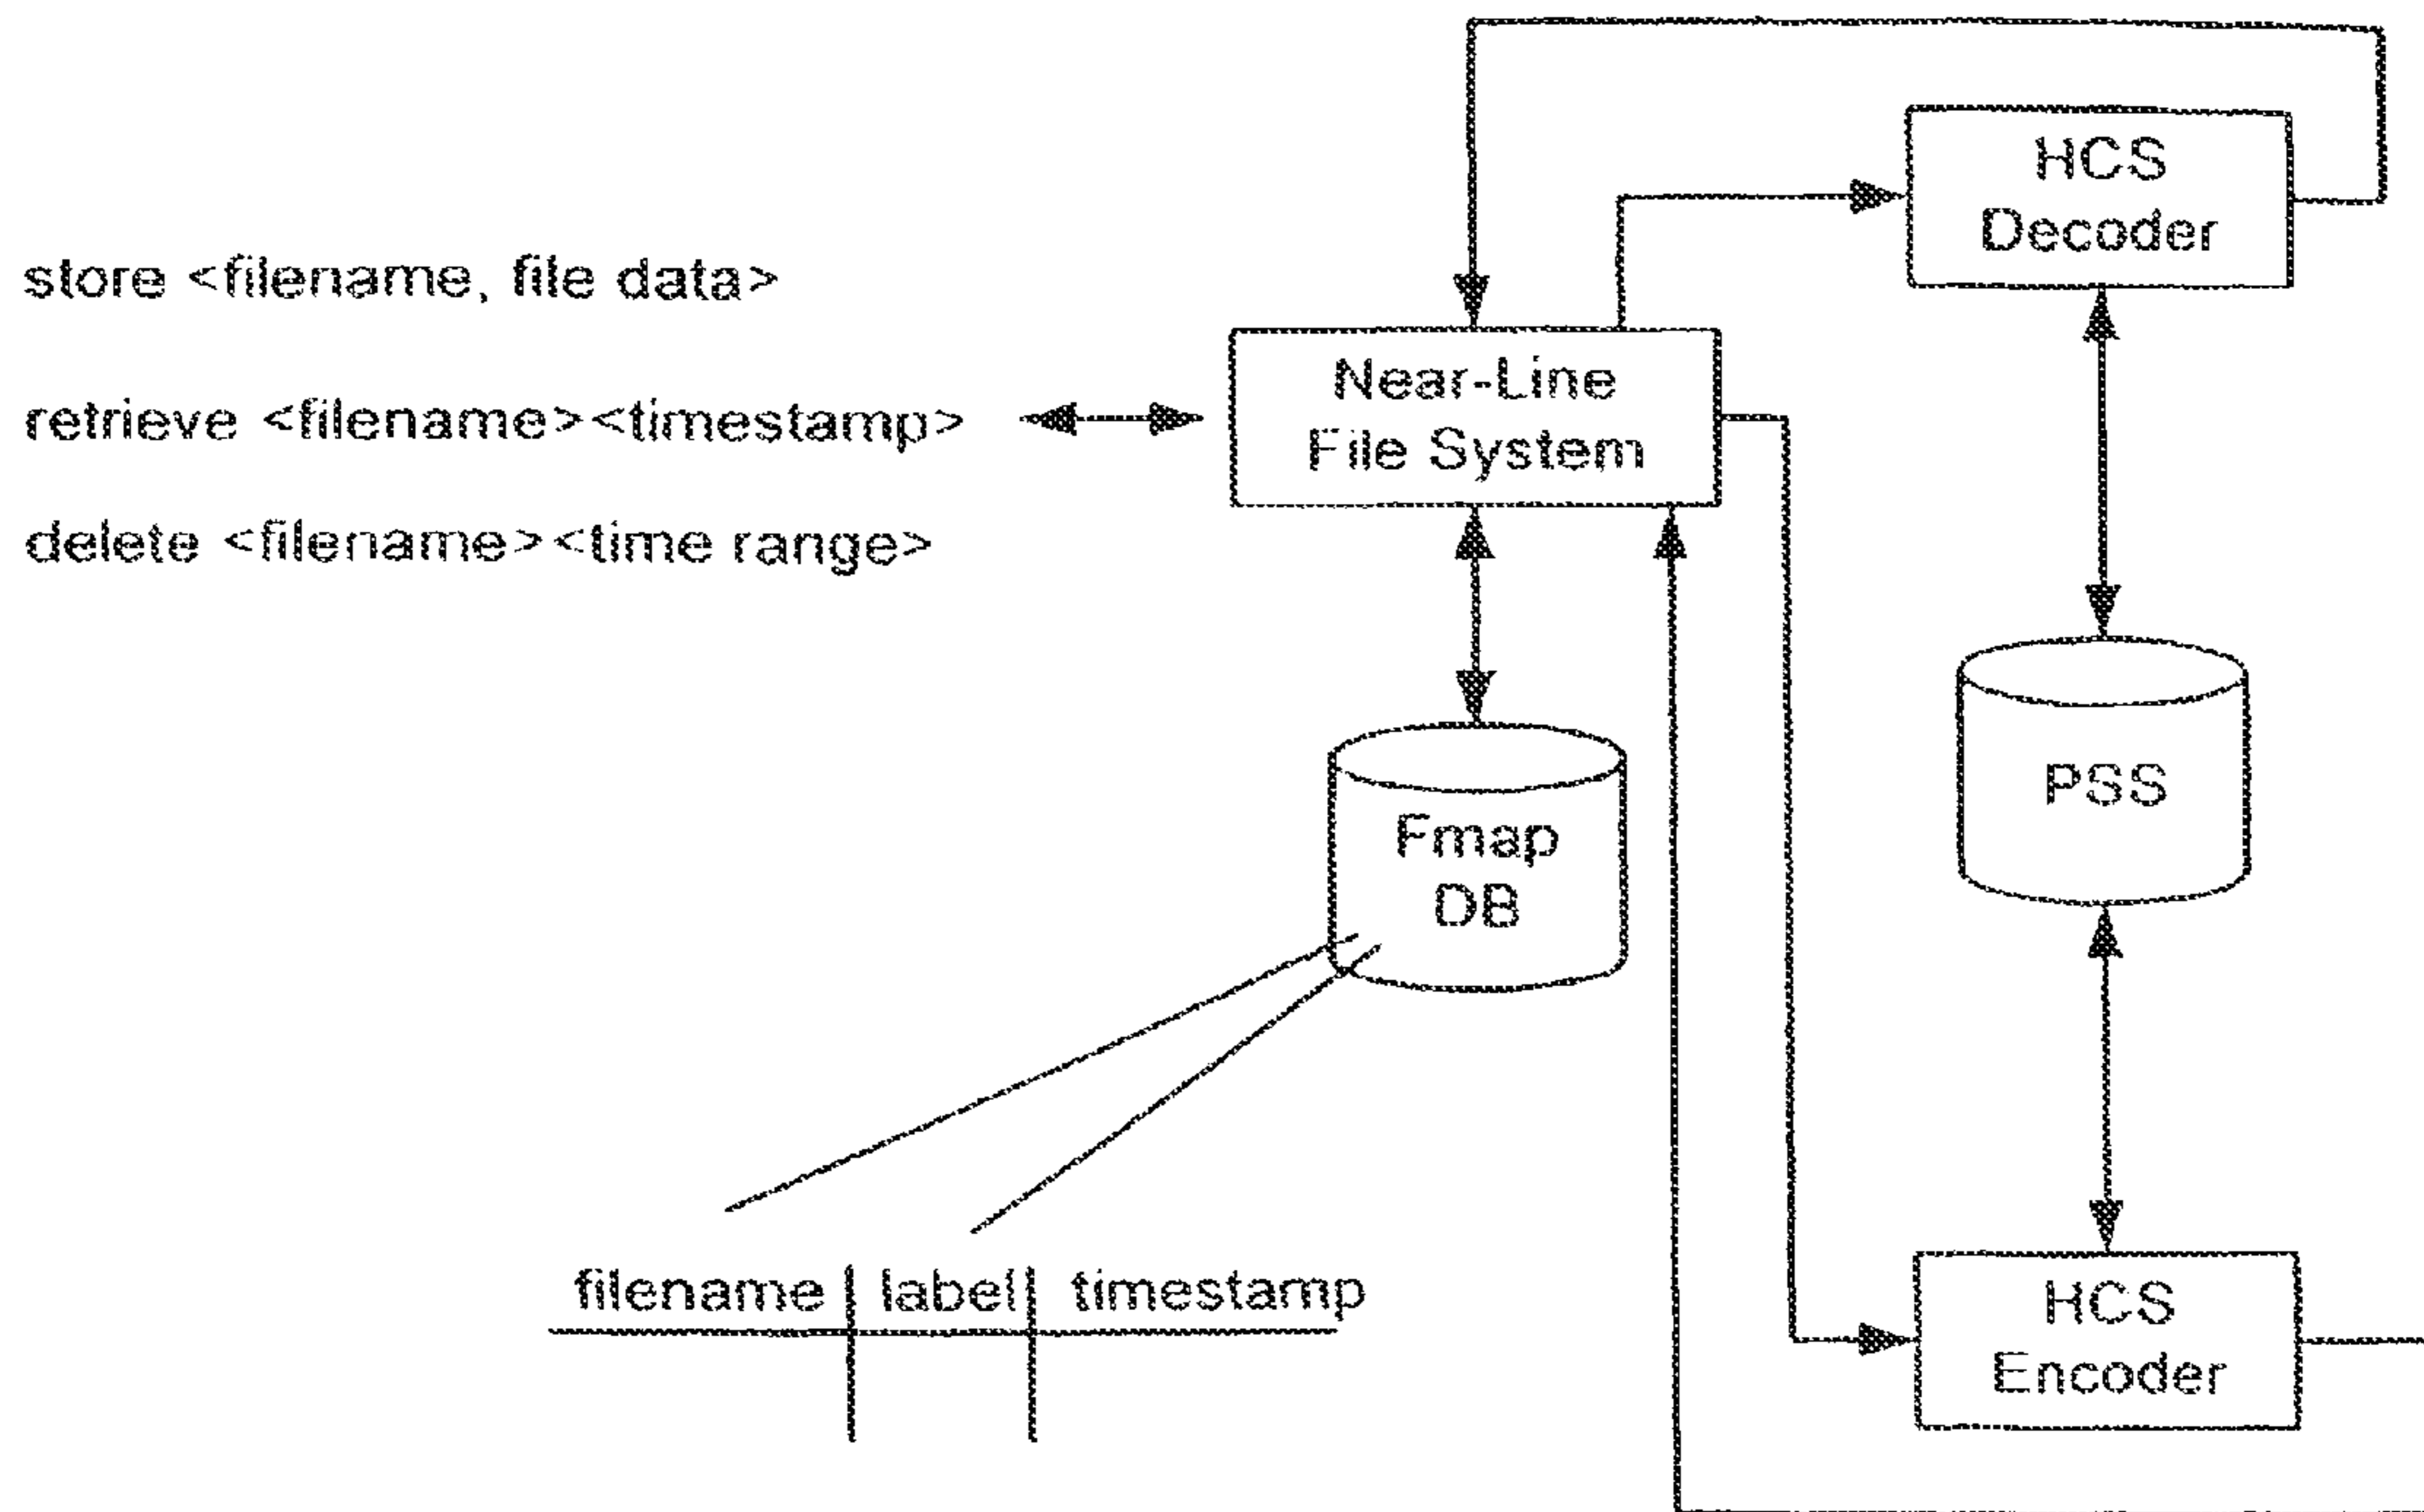 HCS
Decoder
store <filename, file data>
Near-Line
File System
retrieve <filename><timestamp>
delete <filename><time range>
PSS
Fmap
DB
filename label timestamp
HCS
Encoder